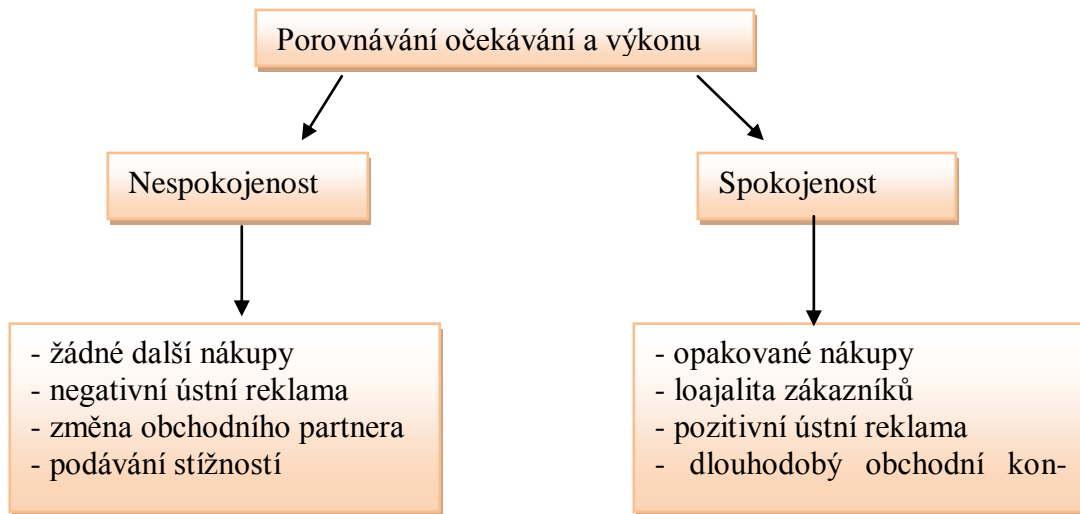 Porovnávání očekávání a výkonu
Nespokojenost
Spokojenost
- žádné další nákupy
- negativní ústní reklama
- změna obchodního partnera
- podávání stížností
- opakované nákupy
- loajalita zákazníků
- pozitivní ústní reklama
- dlouhodobý obchodní kon-